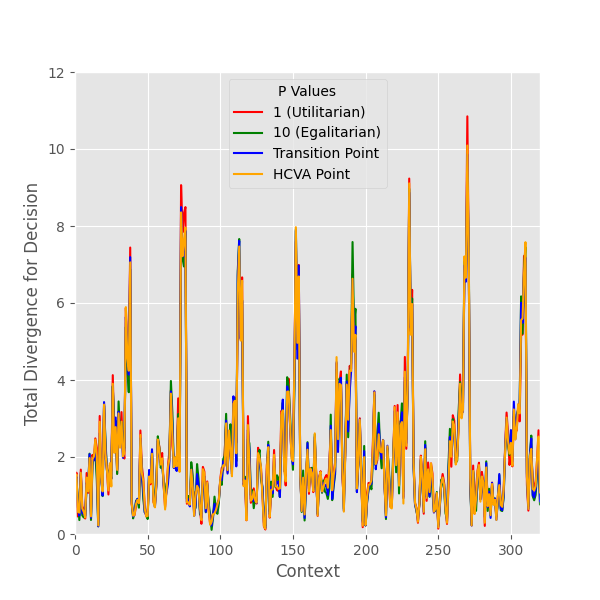 12
10
8
6
4
2
0
Total Divergence for Decision
P Values
1 (Utilitarian)
10 (Egalitarian)
Transition Point
HCVA Point
0 50 100 150 200 250 300
Context